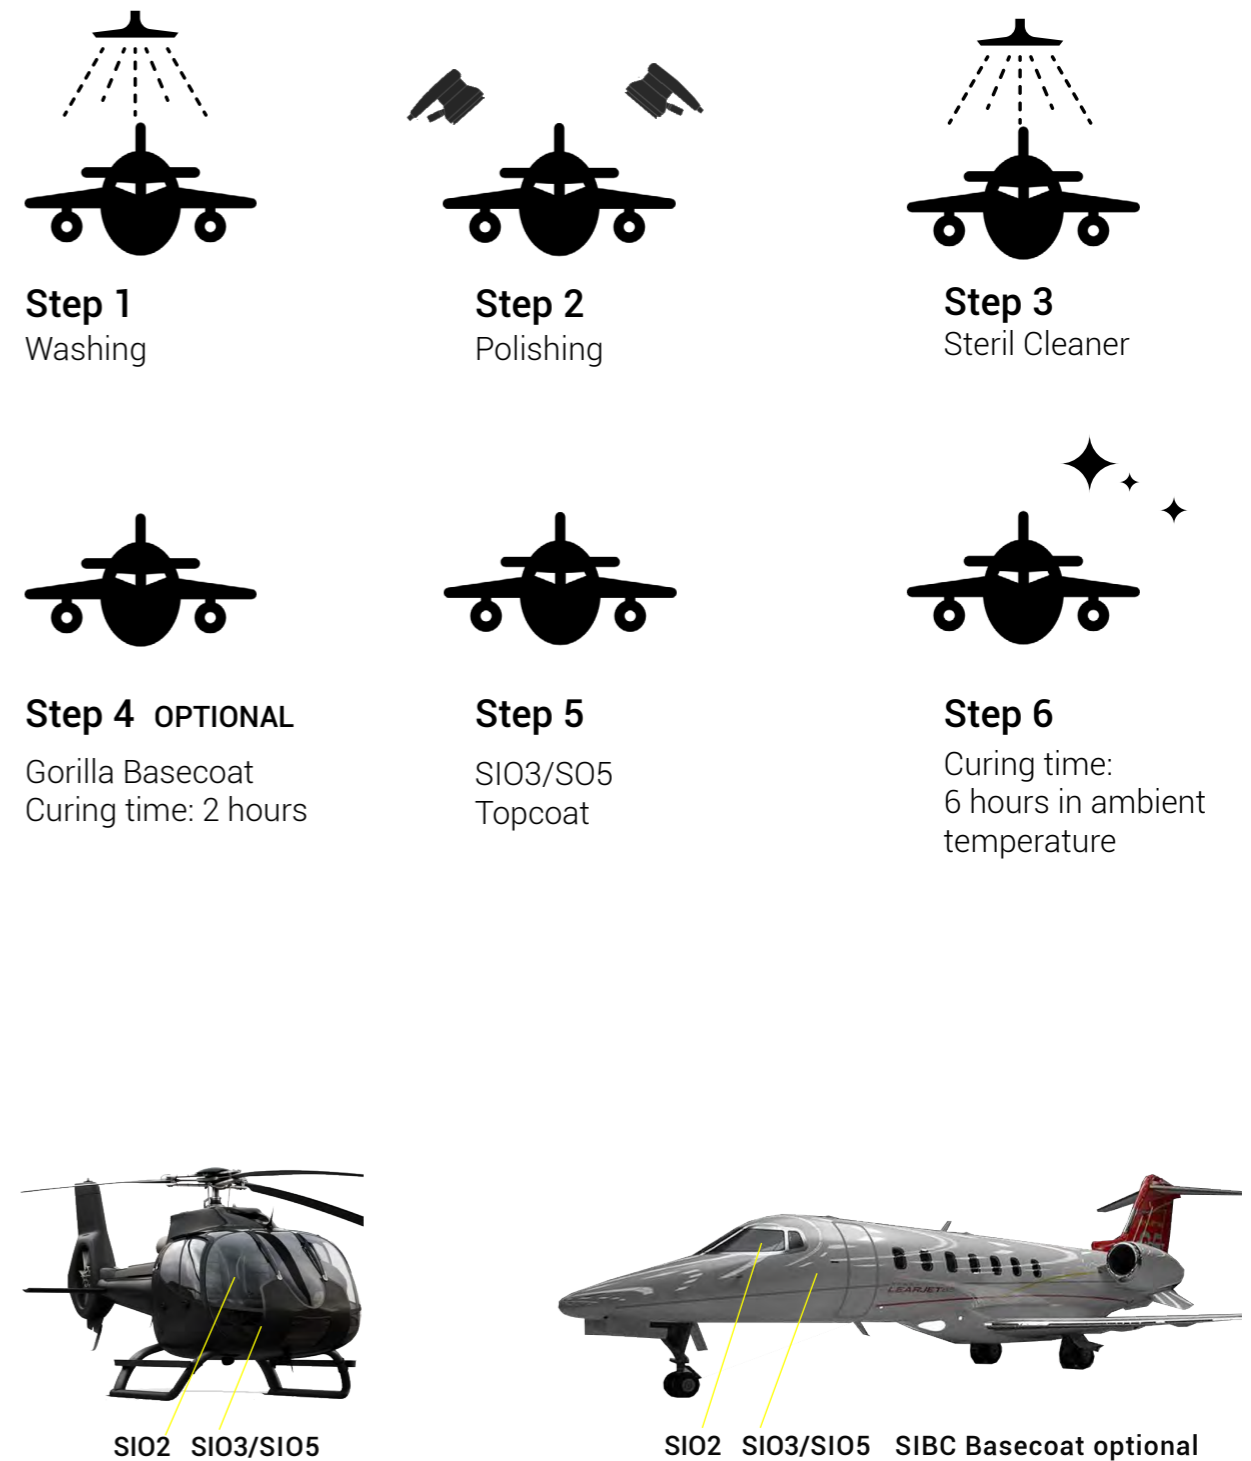 Step 1
Washing
Step 2
Polishing
Step 3
Steril Cleaner
Step 4 OPTIONAL
Gorilla Basecoat
Curing time: 2 hours
Step 5
SIO3/SO5
Topcoat
Step 6
Curing time:
6 hours in ambient
temperature
LEARJET
SIO2 SIO3/SIO5
SIO2 SIO3/SIO5 SIBC Basecoat optional